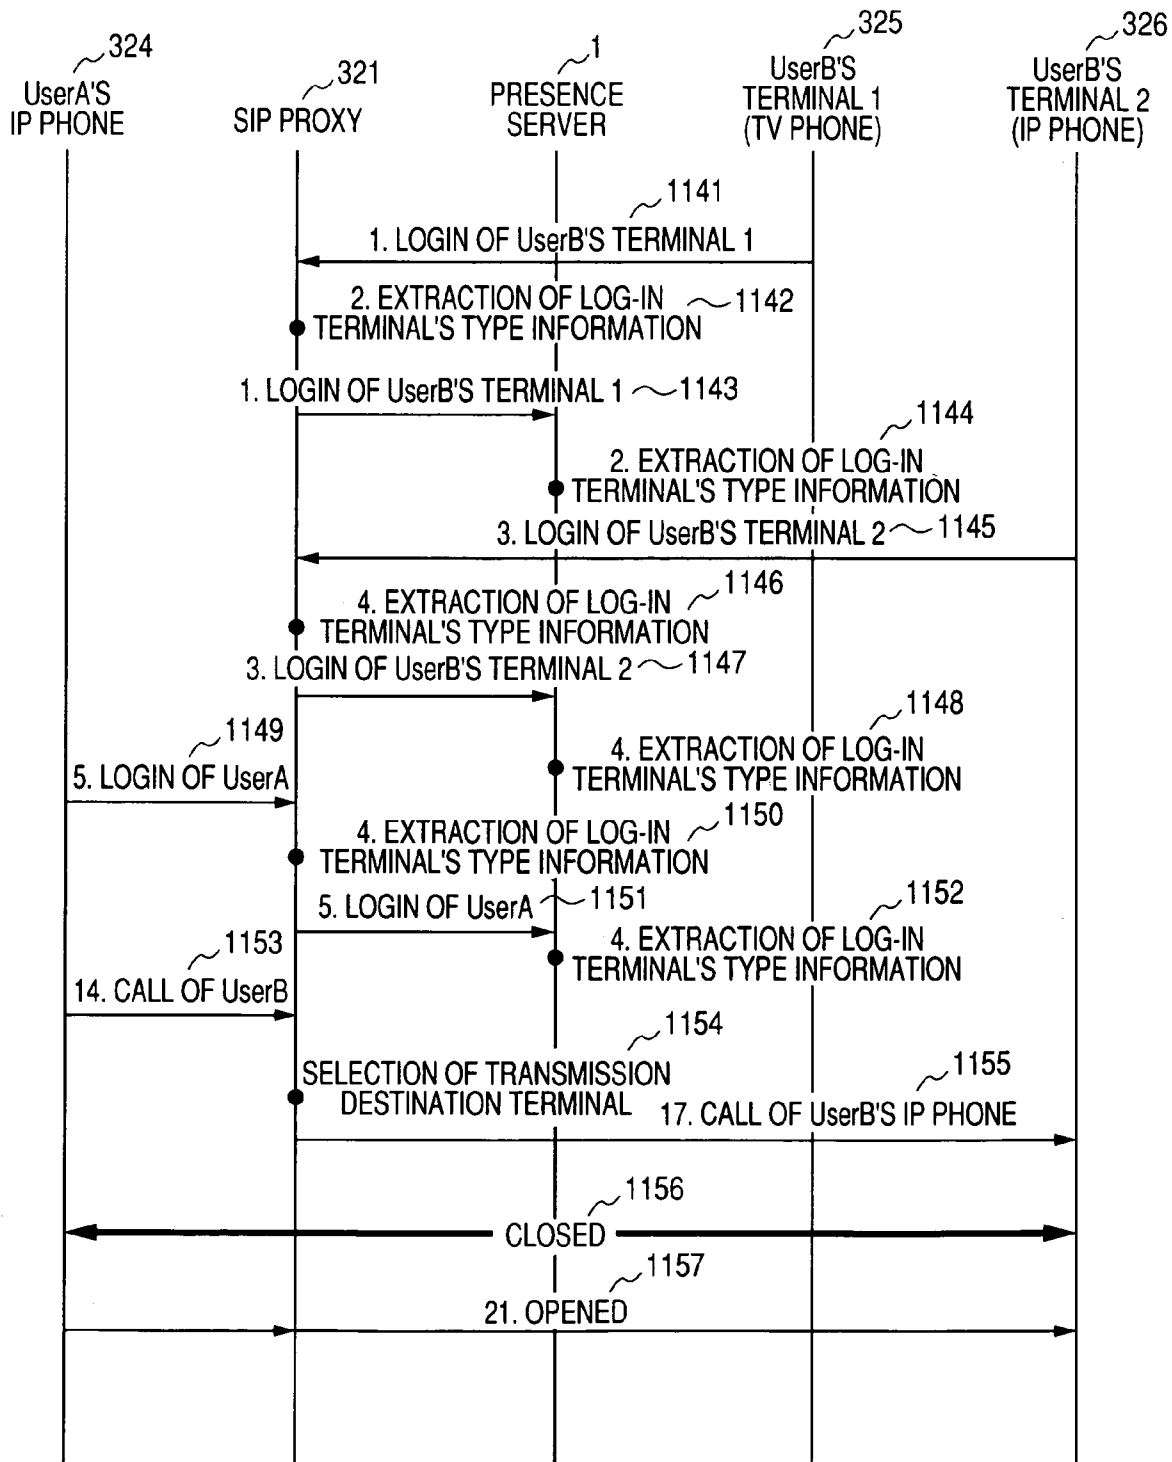 324
UserA'S
IP PHONE
321
SIP PROXY
1
PRESENCE
SERVER
325
UserB'S
TERMINAL 1
(TV PHONE)
326
UserB'S
TERMINAL 2
(IP PHONE)
1141
1. LOGIN OF UserB'S TERMINAL 1
2. EXTRACTION OF LOG-IN 1142
TERMINAL'S TYPE INFORMATION
1. LOGIN OF UserB'S TERMINAL 1 1143
1144
2. EXTRACTION OF LOG-IN
TERMINAL'S TYPE INFORMATION
3. LOGIN OF UserB'S TERMINAL 2 1145
1146
4. EXTRACTION OF LOG-IN
TERMINAL'S TYPE INFORMATION
3. LOGIN OF UserB'S TERMINAL 2 1147
1148
4. EXTRACTION OF LOG-IN
TERMINAL'S TYPE INFORMATION
1149
5. LOGIN OF UserA
1150
4. EXTRACTION OF LOG-IN
TERMINAL'S TYPE INFORMATION
5. LOGIN OF UserA 1151
1152
4. EXTRACTION OF LOG-IN
TERMINAL'S TYPE INFORMATION
1153
14. CALL OF UserB
1154
SELECTION OF TRANSMISSION
DESTINATION TERMINAL
1155
17. CALL OF UserB'S IP PHONE
1156
CLOSED
1157
21. OPENED